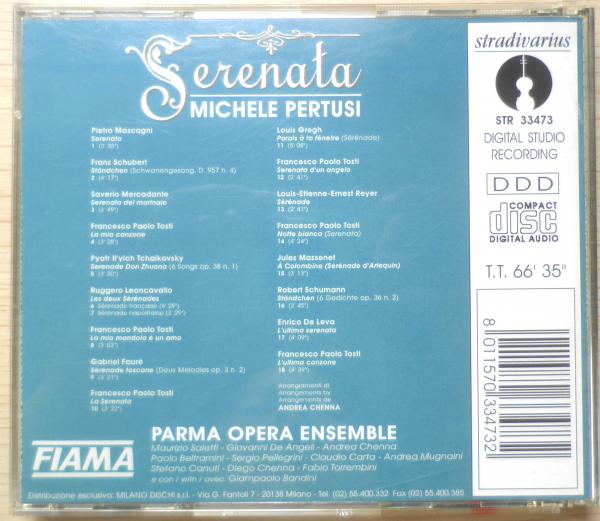 Serenata
MICHELE PERTUSI
Pietro Mascagni
Serenata
1 (3' 35")
Franz Schubert
Ständchen (Schwanengesang, D. 957 n. 4)
2 (4' 17")
Saverio Mercadante
Serenata del marinaio
3 (3' 49")
Francesco Paolo Tosti
La mia canzone
4 (3' 28")
Pyotr Il'yich Tchaikovsky
Serenade Don Zhuana (6 Songs op. 38 n. 1)
5 (3' 30")
Ruggero Leoncavallo
Les deux Sérénades
6 Sérénade française (4' 29")
7 Sérénade napolitaine (3' 29")
Francesco Paolo Tosti
La mia mandola è un amo
8 (3' 03")
Gabriel Fauré
Sérénade toscane (Deux Mélodies op. 3 n. 2)
9 (3' 21")
Francesco Paolo Tosti
La Serenata
10 (3' 22")
Louis Gregh
Parais à ta fênetre (Sérénade)
11 (5' 08")
Francesco Paolo Tosti
Serenata d'un angelo
12 (3' 41")
Louis-Etienne-Ernest Reyer
Sérénade
13 (2' 41")
Francesco Paolo Tosti
Notte bianca (Serenata)
14 (4' 24")
Jules Massenet
À Colombine (Sérénade d'Arlequin)
15 (3' 13")
Robert Schumann
Ständchen (6 Gedichte op. 36 n. 2)
16 (2' 45")
Enrico De Leva
L'ultima serenata
17 (4' 09")
Francesco Paolo Tosti
L'ultima canzone
18 (4' 39")
Arrangiamenti di
Arrangements by
Arrangements de
ANDREA CHENNA
PARMA OPERA ENSEMBLE
Maurizio Saletti - Giovanni De Angeli - Andrea Chenna
Paolo Beltramini - Sergio Pellegrini - Claudio Carta - Andrea Mugnaini
Stefano Canuti - Diego Chenna - Fabio Torrembini
e con / with / avec Giampaolo Bandini
FIAMA
Distribuzione esclusivo: MILANO DISCHI s.r.l. - Via G. Fantoli 7 - 20138 Milano - Tel. (02) 55.400.332 Fax (02) 55.400.385
stradivarius
STR 33473
DIGITAL STUDIO
RECORDING
DDD
COMPACT
disc
DIGITAL AUDIO
T.T. 66' 35"
8 011570 334732